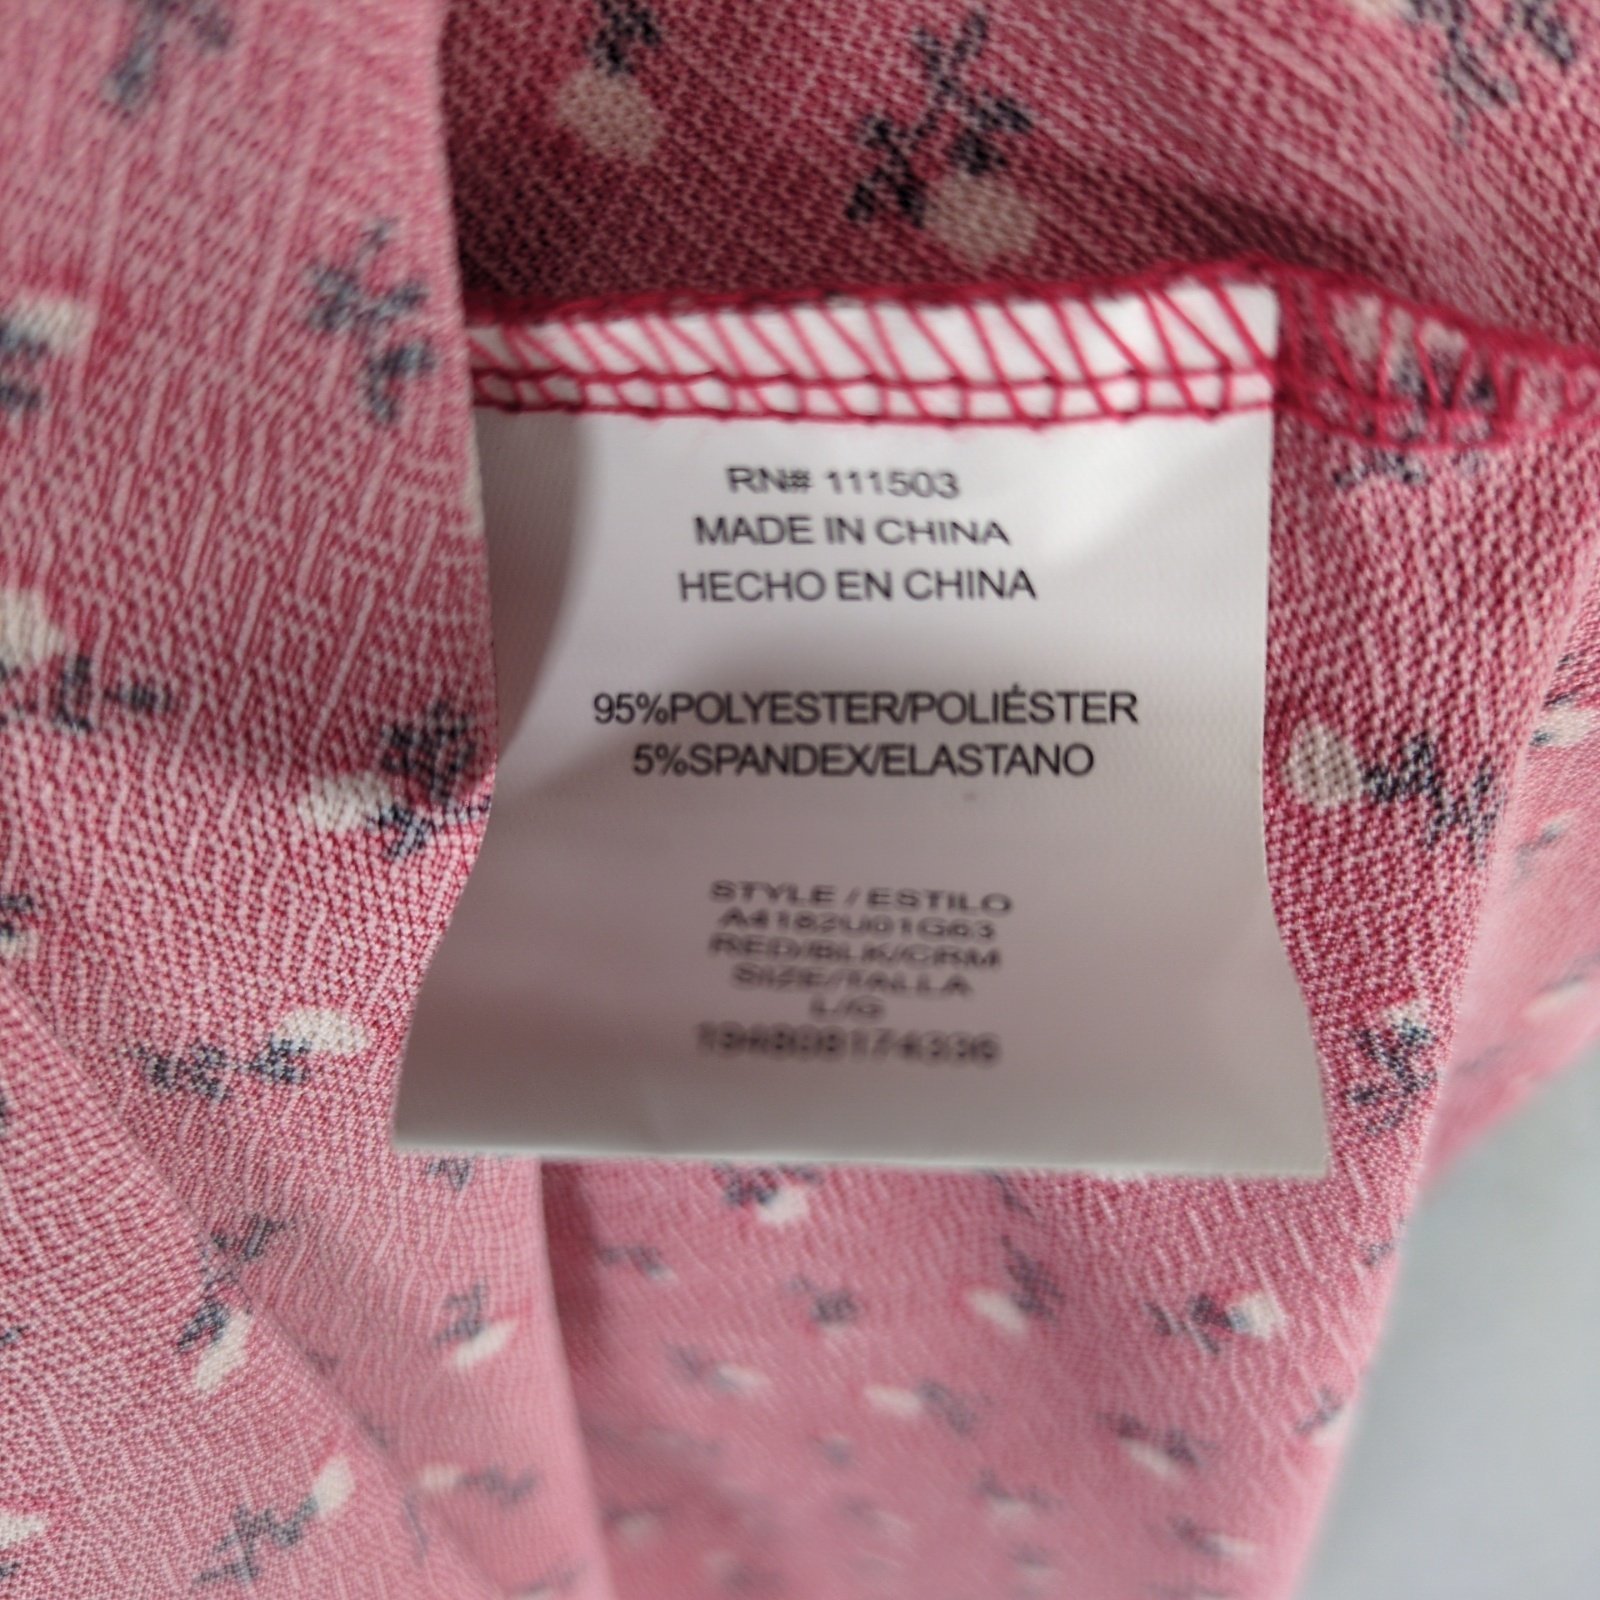 RN# 111503
MADE IN CHINA
HECHO EN CHINA
95%POLYESTER/POLIÉSTER
5%SPANDEX/ELASTANO
STYLE / ESTILO
A4182U01G63
RED/BLK/CRM
SIZE/TALLA
L/G